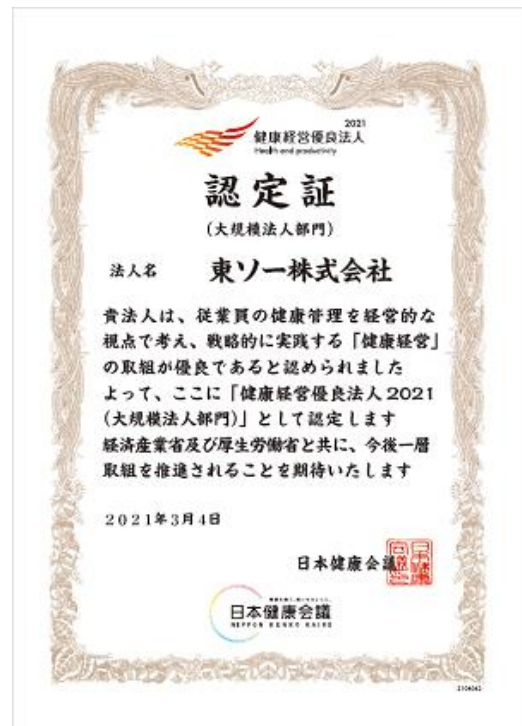 2021
健康経営優良法人
Health and productivity
認定証
(大規模法人部門)
法人名 東ソー株式会社
貴法人は、従業員の健康管理を経営的な
視点で考え、戦略的に実践する「健康経営」
の取組が優良であると認められました
よって、ここに「健康経営優良法人2021
(大規模法人部門)」として認定します
経済産業省及び厚生労働省と共に、今後一層
取組を推進されることを期待いたします
2021年3月4日
日本健康会議
日本健康会議
NIPPON KENKO KAIGI